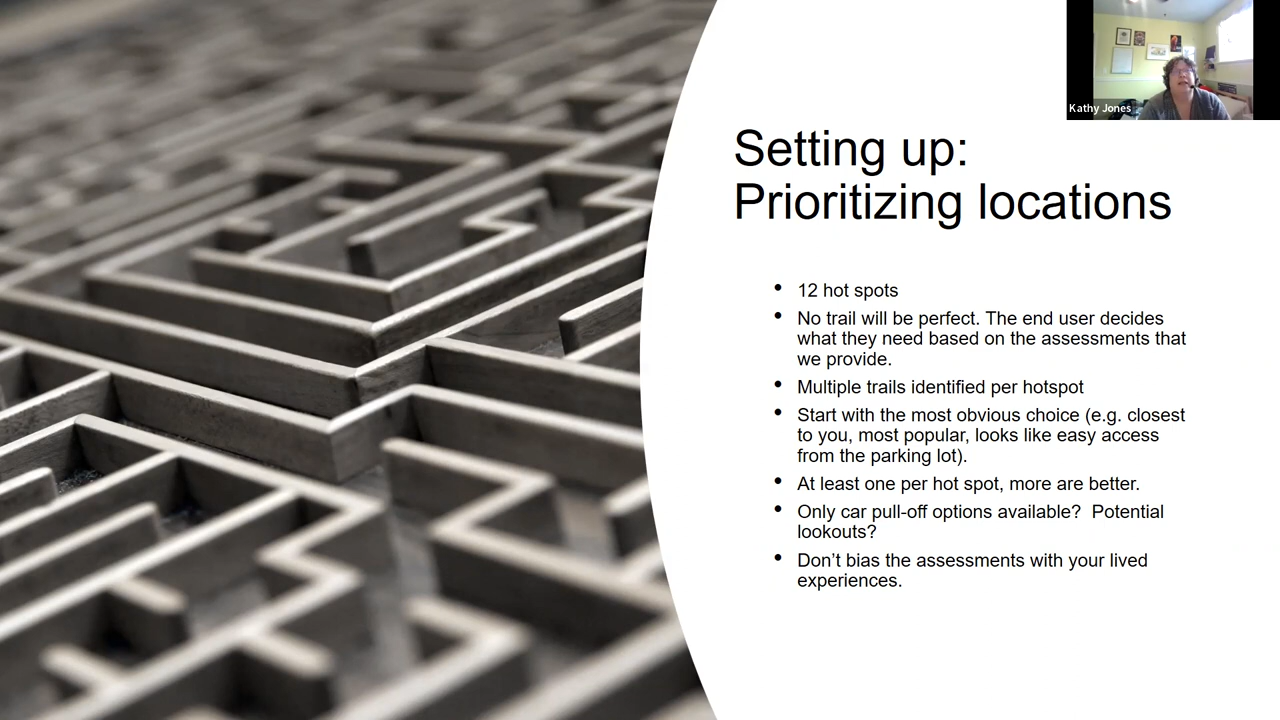 Kathy Jones
Setting up:
Prioritizing locations
• 12 hot spots
• No trail will be perfect. The end user decides
what they need based on the assessments that
we provide.
• Multiple trails identified per hotspot
• Start with the most obvious choice (e.g. closest
to you, most popular, looks like easy access
from the parking lot).
• At least one per hot spot, more are better.
• Only car pull-off options available?  Potential
lookouts?
• Don’t bias the assessments with your lived
experiences.